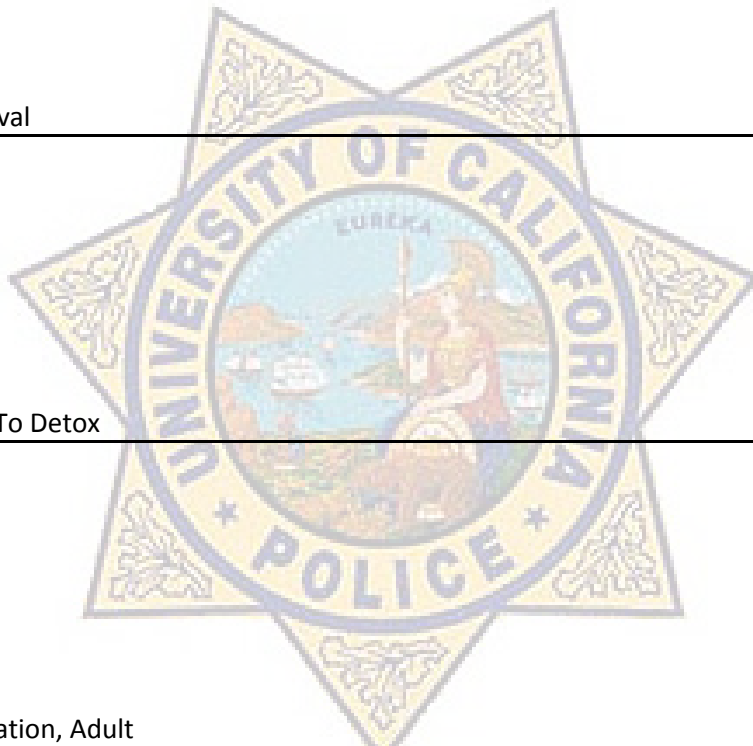 val
UNIVERSITY OF CALIFORNIA
EUREKA
To Detox
★ POLICE ★
ation, Adult